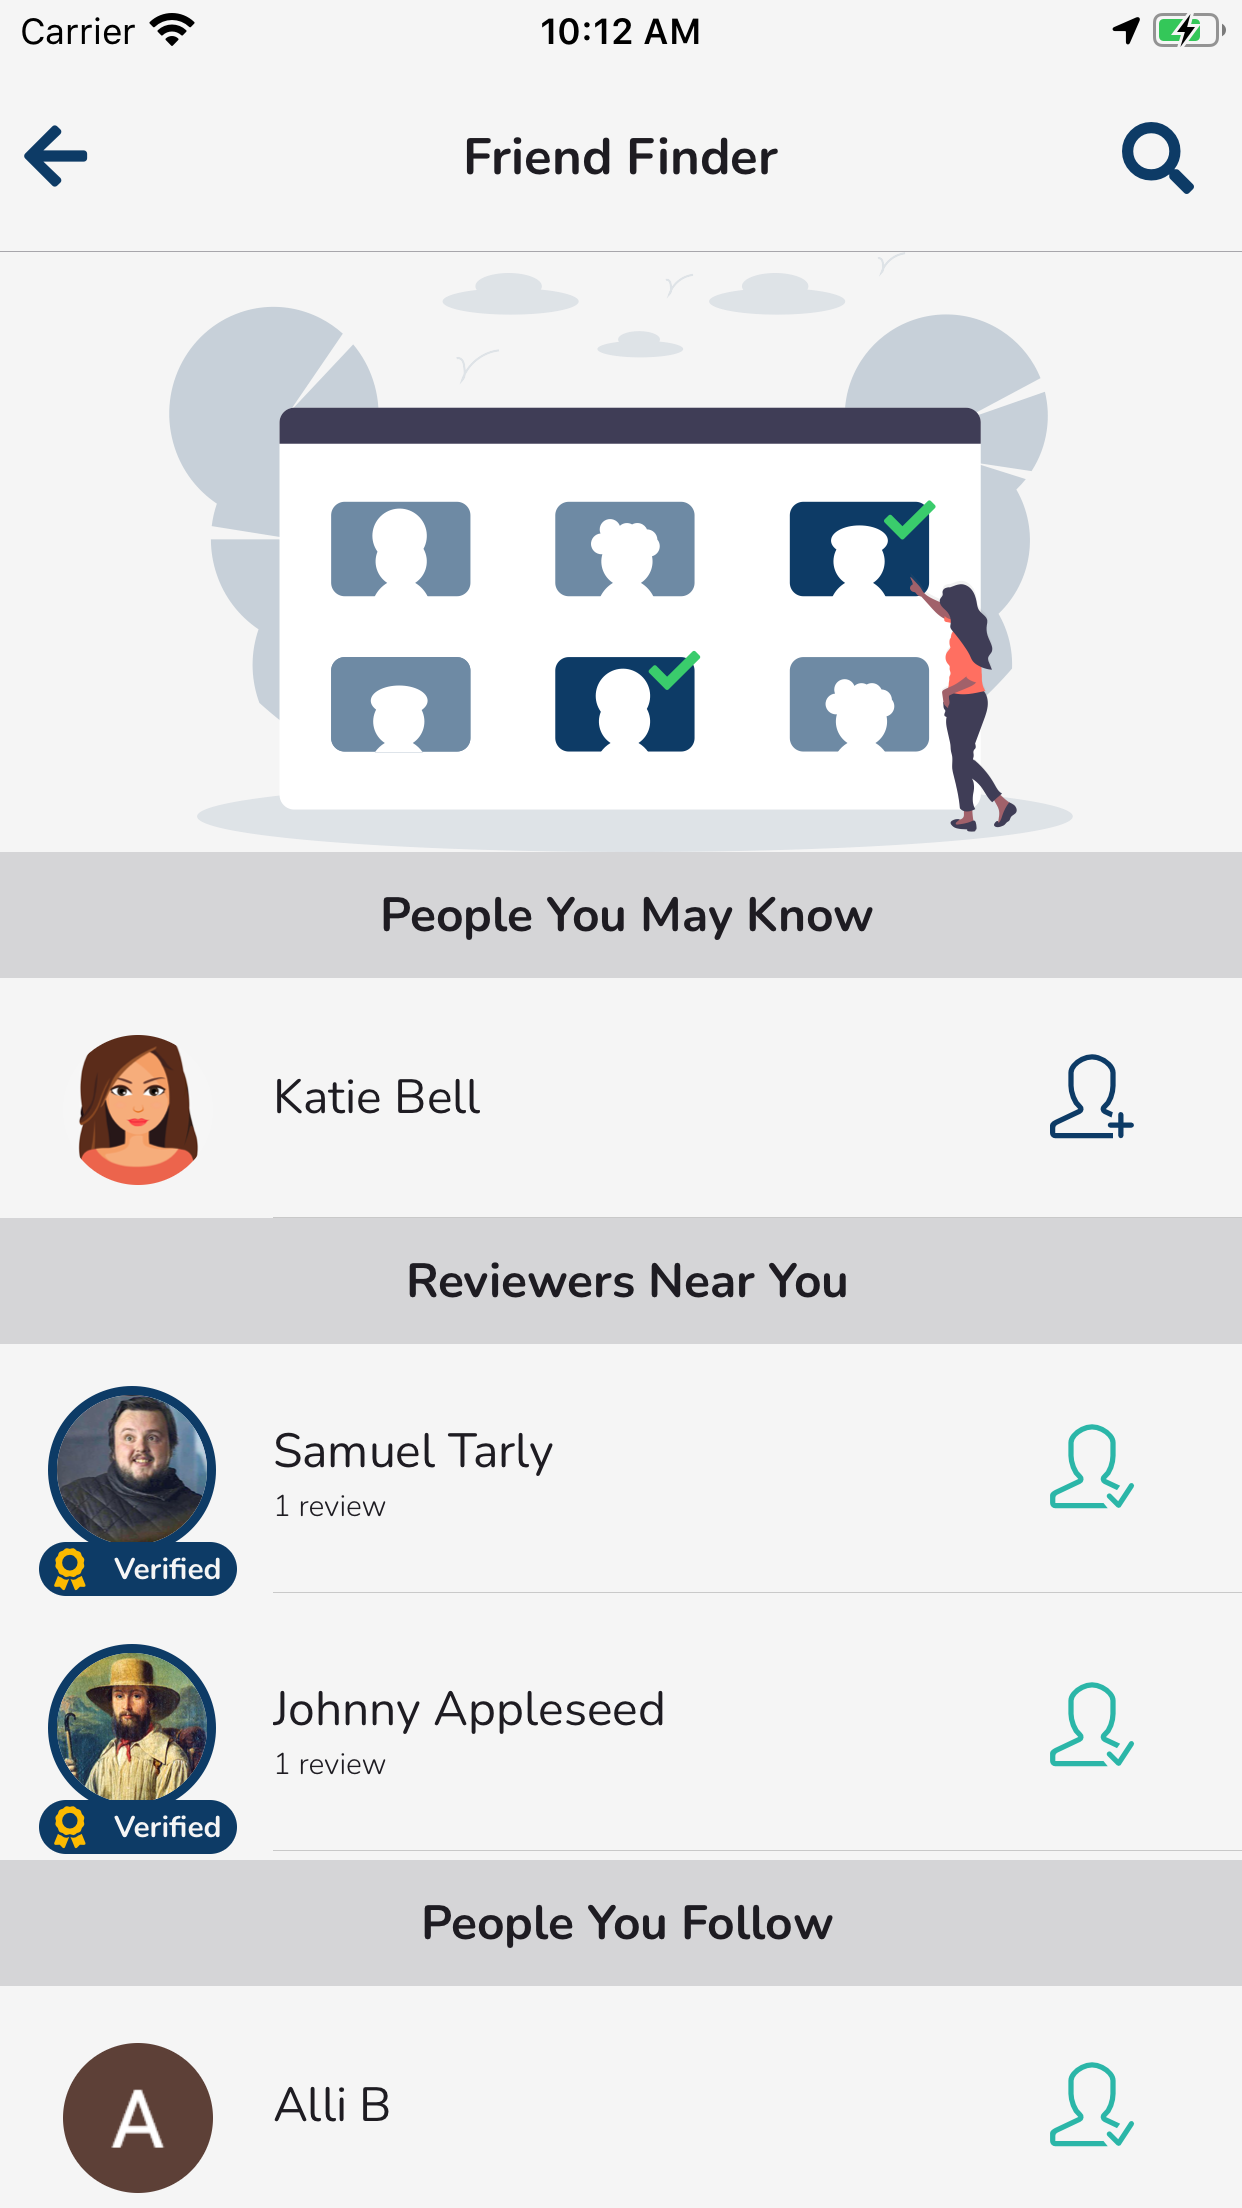 Carrier 10:12 AM
Friend Finder
People You May Know
Katie Bell
Reviewers Near You
Samuel Tarly
1 review
Verified
Johnny Appleseed
1 review
Verified
People You Follow
A
Alli B